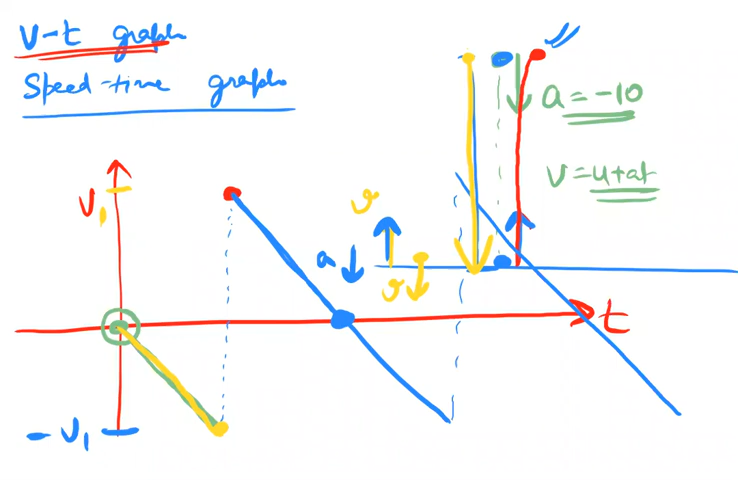 V-t graph
Speed-time graph
a = -10
v = u + at
V₁
v
a
v
t
- V₁